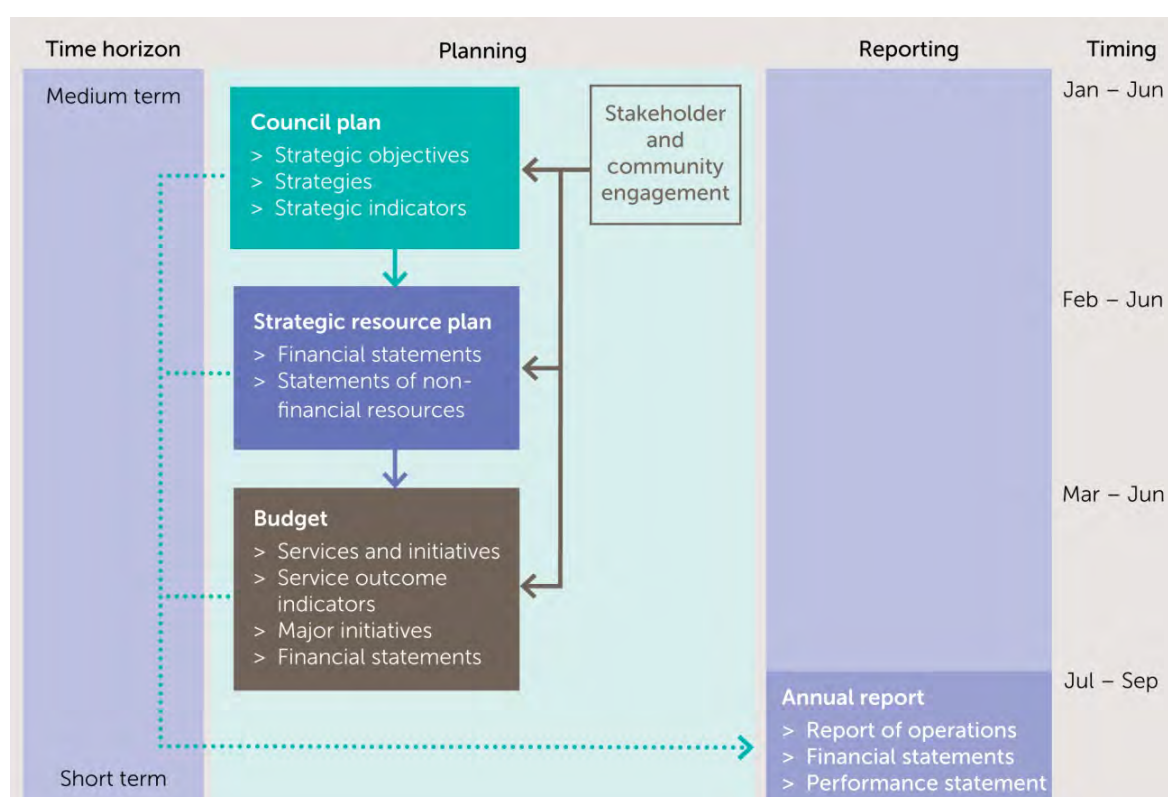 Time horizon
Planning
Reporting
Timing
Medium term
Jan – Jun
Council plan
> Strategic objectives
> Strategies
> Strategic indicators
Stakeholder
and
community
engagement
Feb – Jun
Strategic resource plan
> Financial statements
> Statements of non-
financial resources
Mar – Jun
Budget
> Services and initiatives
> Service outcome
indicators
> Major initiatives
> Financial statements
Jul – Sep
Annual report
> Report of operations
> Financial statements
> Performance statement
Short term